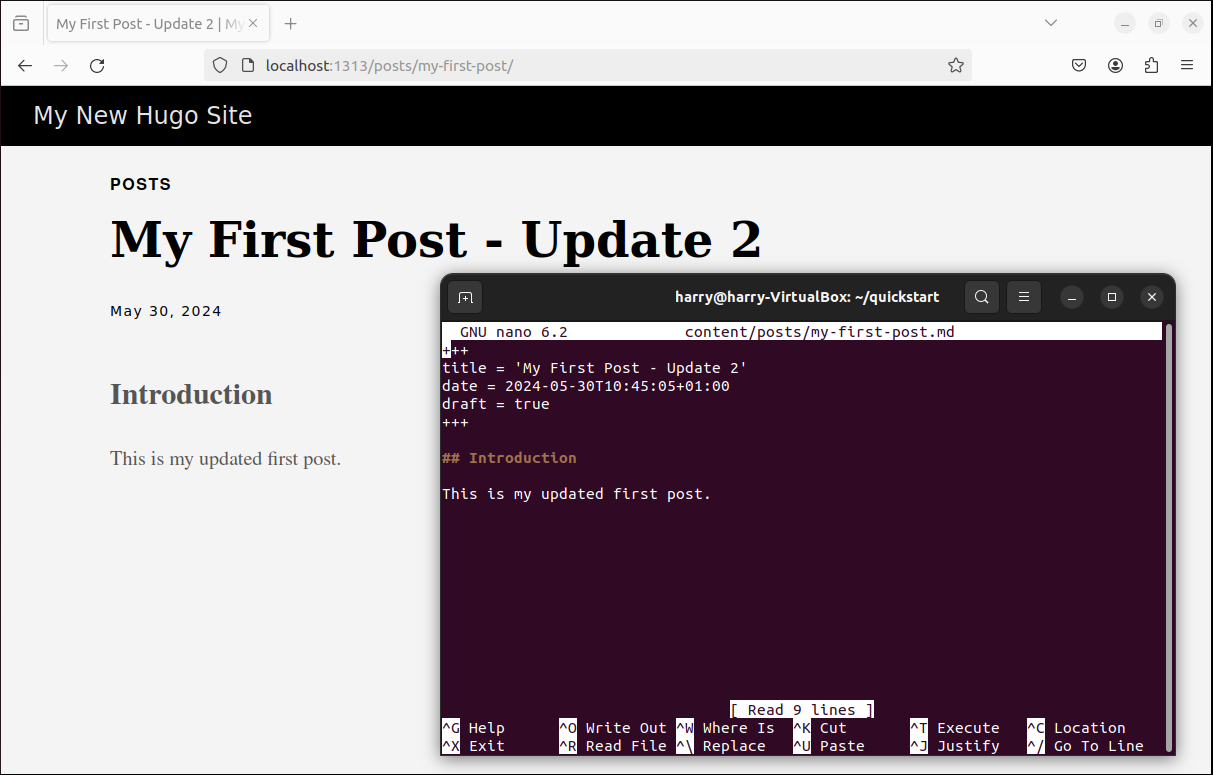 My First Post - Update 2 | My
localhost:1313/posts/my-first-post/
My New Hugo Site
POSTS
My First Post - Update 2
May 30, 2024
Introduction
This is my updated first post.
harry@harry-VirtualBox: ~/quickstart
GNU nano 6.2 content/posts/my-first-post.md
+++
title = 'My First Post - Update 2'
date = 2024-05-30T10:45:05+01:00
draft = true
+++
## Introduction
This is my updated first post.
[ Read 9 lines ]
^G Help ^O Write Out ^W Where Is ^K Cut ^T Execute ^C Location
^X Exit ^R Read File ^\ Replace ^U Paste ^J Justify ^/ Go To Line